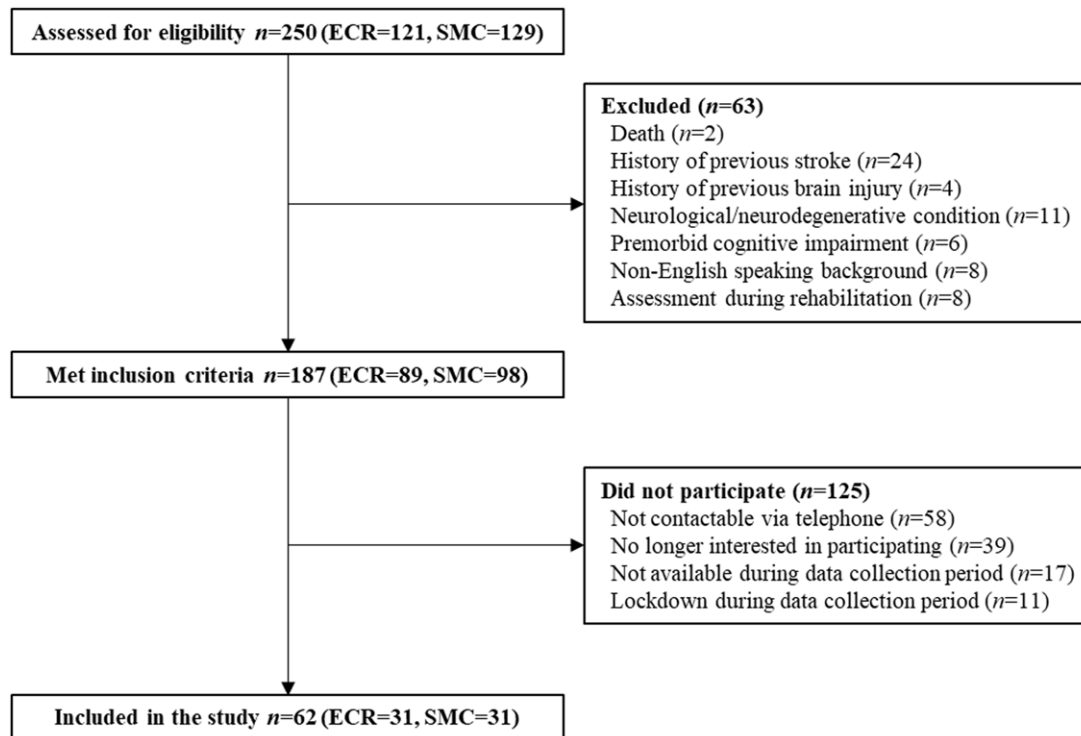 Assessed for eligibility n=250 (ECR=121, SMC=129)
Excluded (n=63)
Death (n=2)
History of previous stroke (n=24)
History of previous brain injury (n=4)
Neurological/neurodegenerative condition (n=11)
Premorbid cognitive impairment (n=6)
Non-English speaking background (n=8)
Assessment during rehabilitation (n=8)
Met inclusion criteria n=187 (ECR=89, SMC=98)
Did not participate (n=125)
Not contactable via telephone (n=58)
No longer interested in participating (n=39)
Not available during data collection period (n=17)
Lockdown during data collection period (n=11)
Included in the study n=62 (ECR=31, SMC=31)